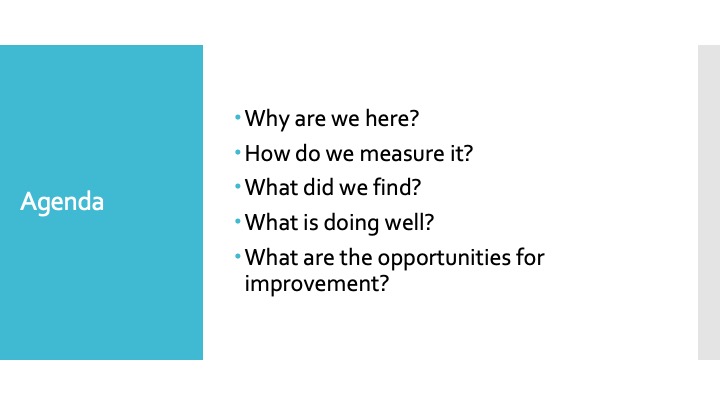 Agenda
• Why are we here?
• How do we measure it?
• What did we find?
• What is doing well?
• What are the opportunities for
improvement?